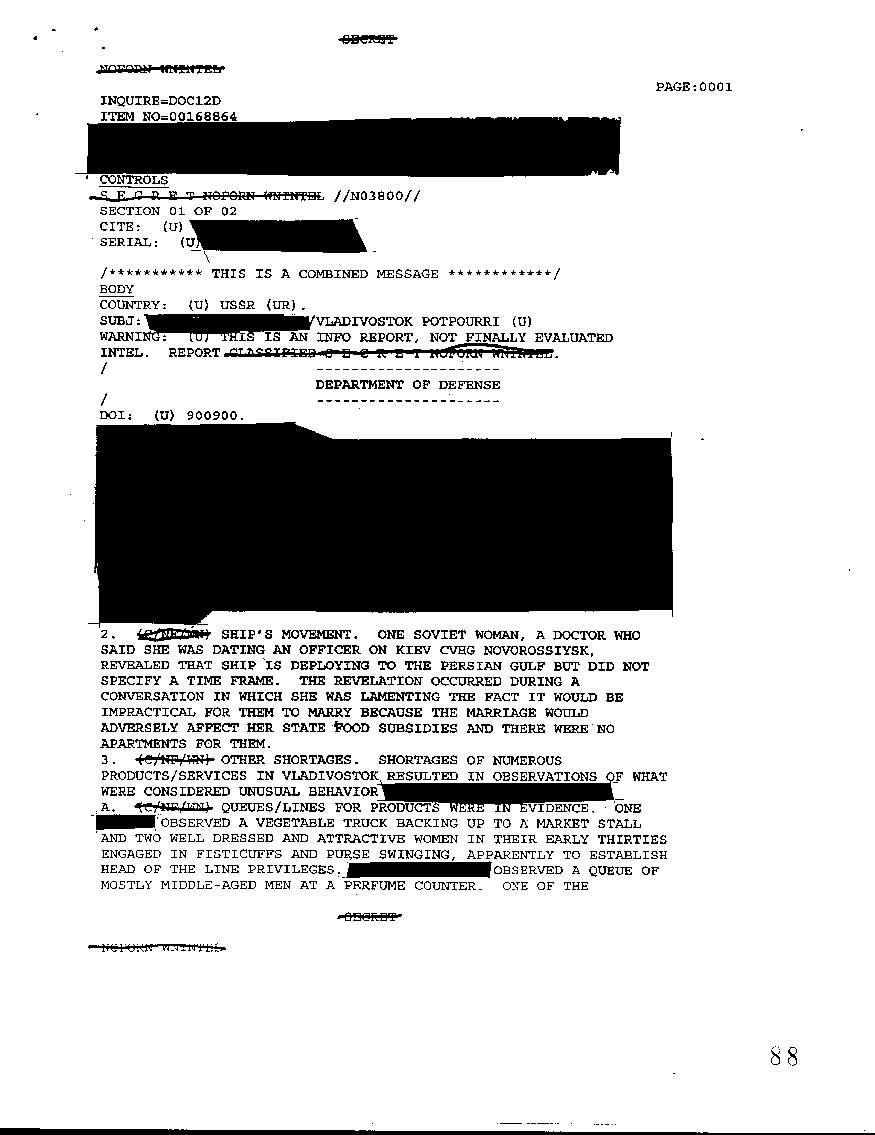 SECRET
NOFORN WNINTEL
PAGE:0001
INQUIRE=DOC12D
ITEM NO=00168864
CONTROLS
S E C R E T NOFORN WNINTEL //N03800//
SECTION 01 OF 02
CITE: (U)
SERIAL: (U)
/*********** THIS IS A COMBINED MESSAGE ************/
BODY
COUNTRY: (U) USSR (UR).
SUBJ: /VLADIVOSTOK POTPOURRI (U)
WARNING: (U) THIS IS AN INFO REPORT, NOT FINALLY EVALUATED
INTEL. REPORT CLASSIFIED S E C R E T NOFORN WNINTEL.
/ ---------------------
DEPARTMENT OF DEFENSE
/ ---------------------
DOI: (U) 900900.
2. (C/NF/WN) SHIP'S MOVEMENT. ONE SOVIET WOMAN, A DOCTOR WHO
SAID SHE WAS DATING AN OFFICER ON KIEV CVHG NOVOROSSIYSK,
REVEALED THAT SHIP IS DEPLOYING TO THE PERSIAN GULF BUT DID NOT
SPECIFY A TIME FRAME. THE REVELATION OCCURRED DURING A
CONVERSATION IN WHICH SHE WAS LAMENTING THE FACT IT WOULD BE
IMPRACTICAL FOR THEM TO MARRY BECAUSE THE MARRIAGE WOULD
ADVERSELY AFFECT HER STATE FOOD SUBSIDIES AND THERE WERE NO
APARTMENTS FOR THEM.
3. (C/NF/WN) OTHER SHORTAGES. SHORTAGES OF NUMEROUS
PRODUCTS/SERVICES IN VLADIVOSTOK RESULTED IN OBSERVATIONS OF WHAT
WERE CONSIDERED UNUSUAL BEHAVIOR
A. (C/NF/WN) QUEUES/LINES FOR PRODUCTS WERE IN EVIDENCE. ONE
OBSERVED A VEGETABLE TRUCK BACKING UP TO A MARKET STALL
AND TWO WELL DRESSED AND ATTRACTIVE WOMEN IN THEIR EARLY THIRTIES
ENGAGED IN FISTICUFFS AND PURSE SWINGING, APPARENTLY TO ESTABLISH
HEAD OF THE LINE PRIVILEGES. OBSERVED A QUEUE OF
MOSTLY MIDDLE-AGED MEN AT A PERFUME COUNTER. ONE OF THE
SECRET
NOFORN WNINTEL
88